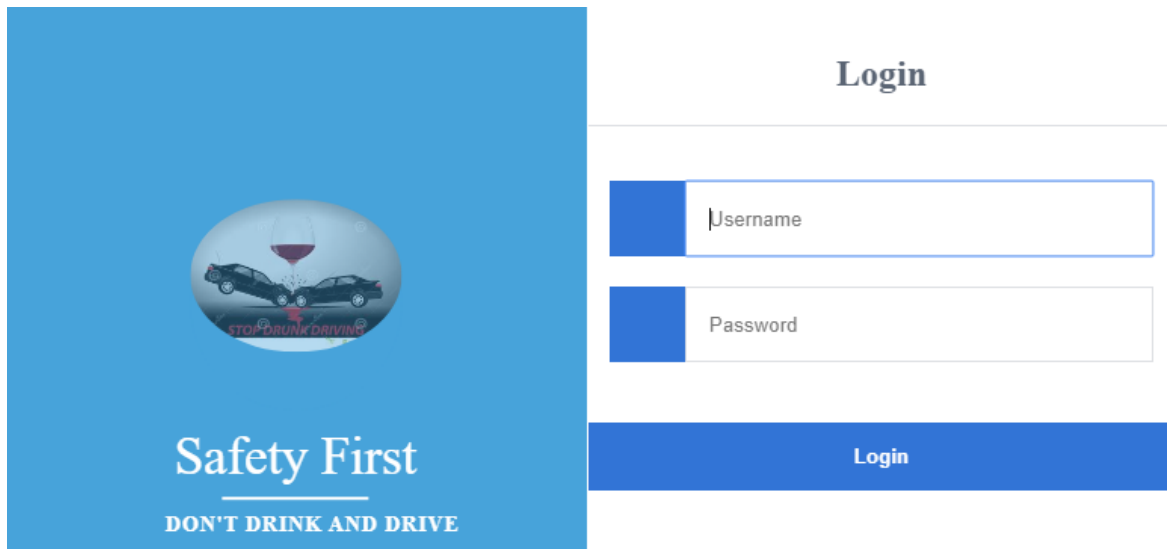 STOP DRUNK DRIVING
Safety First
DON'T DRINK AND DRIVE
Login
Username
Password
Login